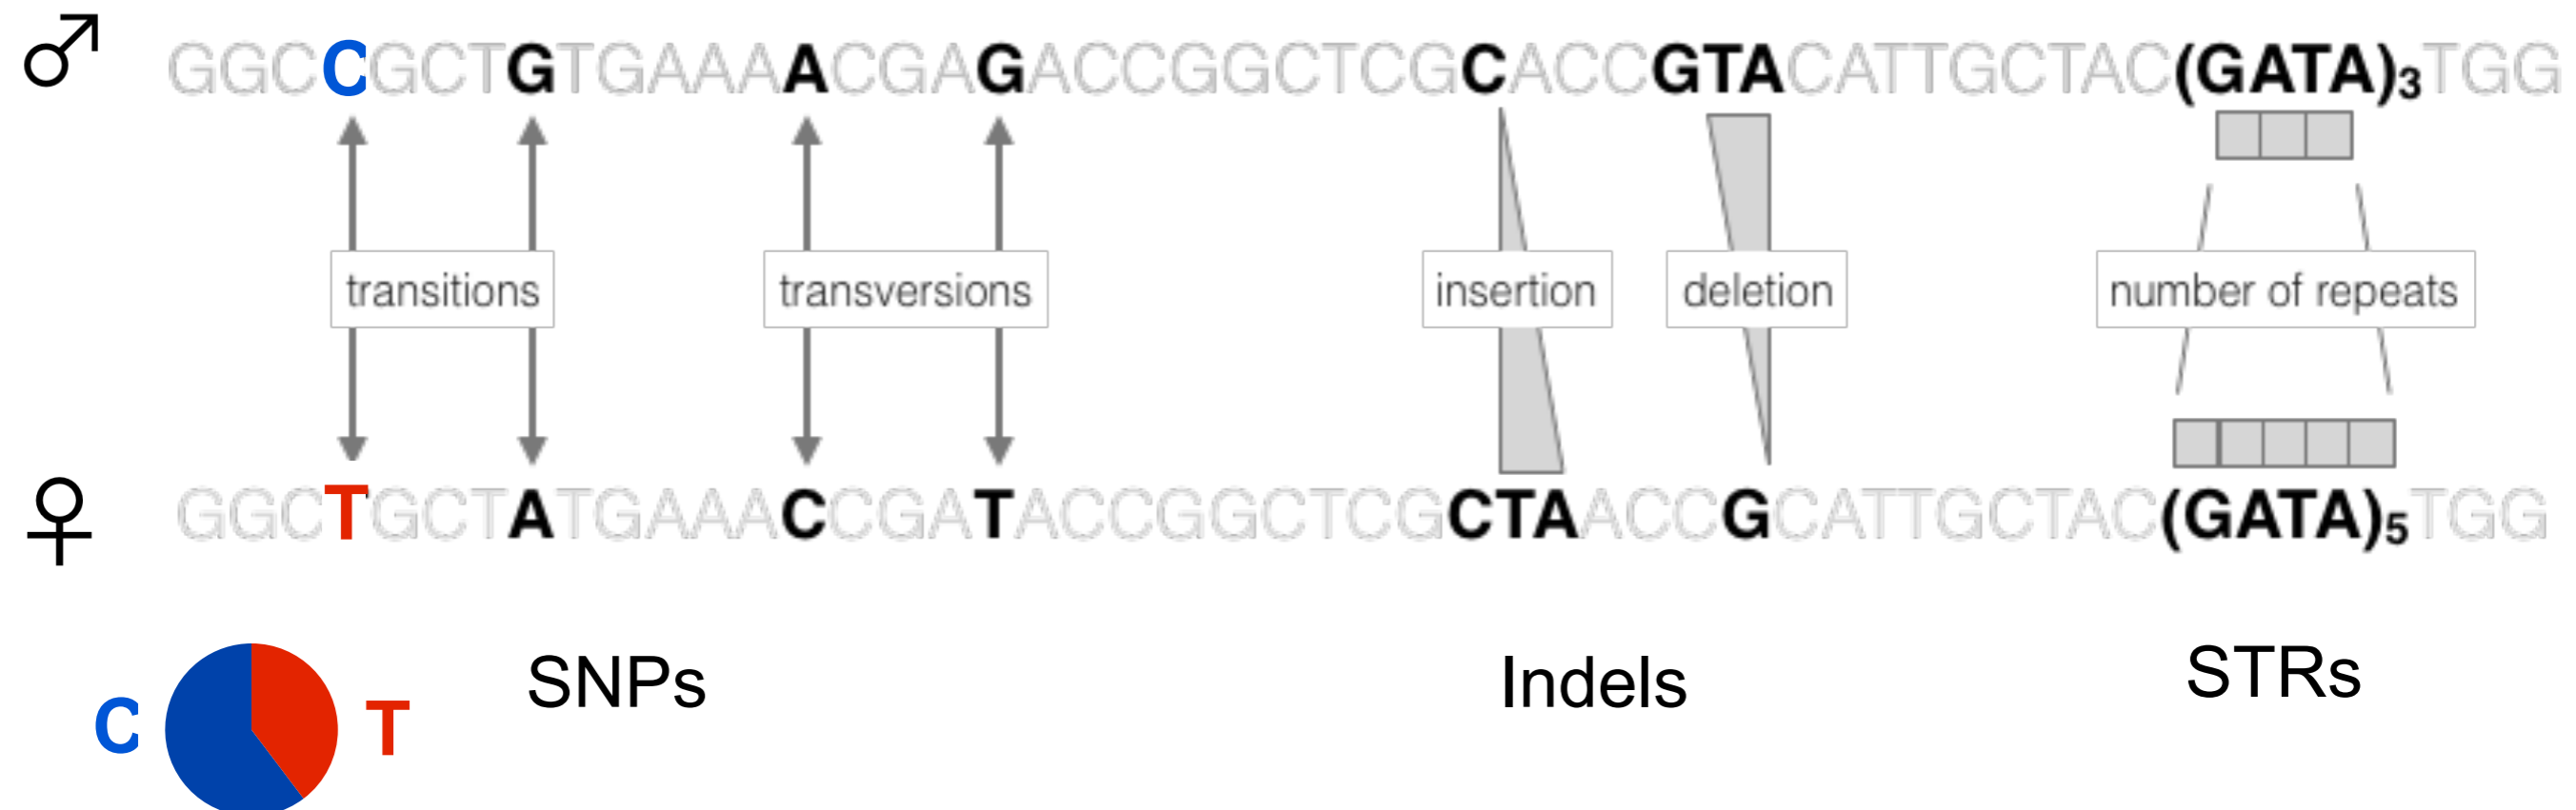 ♂ GGCCGCTGTGAAAACGAGACCGGCTCGCACCGTACATTGCTAC(GATA)₃TGG
transitions transversions insertion deletion number of repeats
♀ GGCTGCTATGAAACCGATACCGGCTCGCTAACCGCATTGCTAC(GATA)₅TGG
SNPs Indels STRs
C T